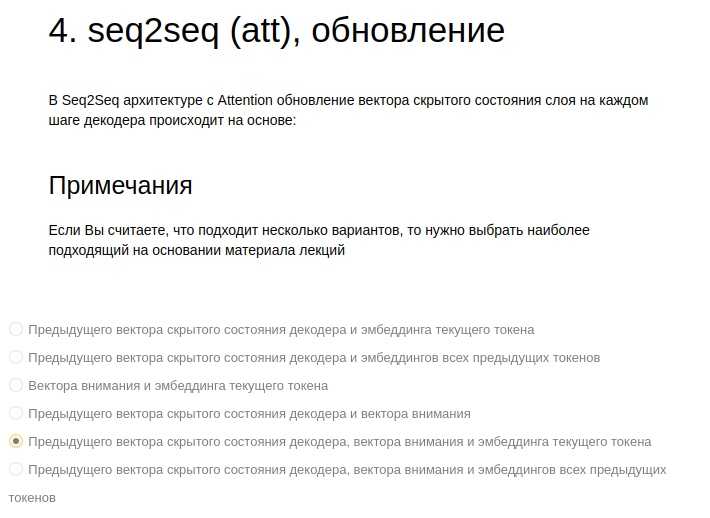 4. seq2seq (att), обновление
В Seq2Seq архитектуре с Attention обновление вектора скрытого состояния слоя на каждом
шаге декодера происходит на основе:
Примечания
Если Вы считаете, что подходит несколько вариантов, то нужно выбрать наиболее
подходящий на основании материала лекций
Предыдущего вектора скрытого состояния декодера и эмбеддинга текущего токена
Предыдущего вектора скрытого состояния декодера и эмбеддингов всех предыдущих токенов
Вектора внимания и эмбеддинга текущего токена
Предыдущего вектора скрытого состояния декодера и вектора внимания
Предыдущего вектора скрытого состояния декодера, вектора внимания и эмбеддинга текущего токена
Предыдущего вектора скрытого состояния декодера, вектора внимания и эмбеддингов всех предыдущих
токенов